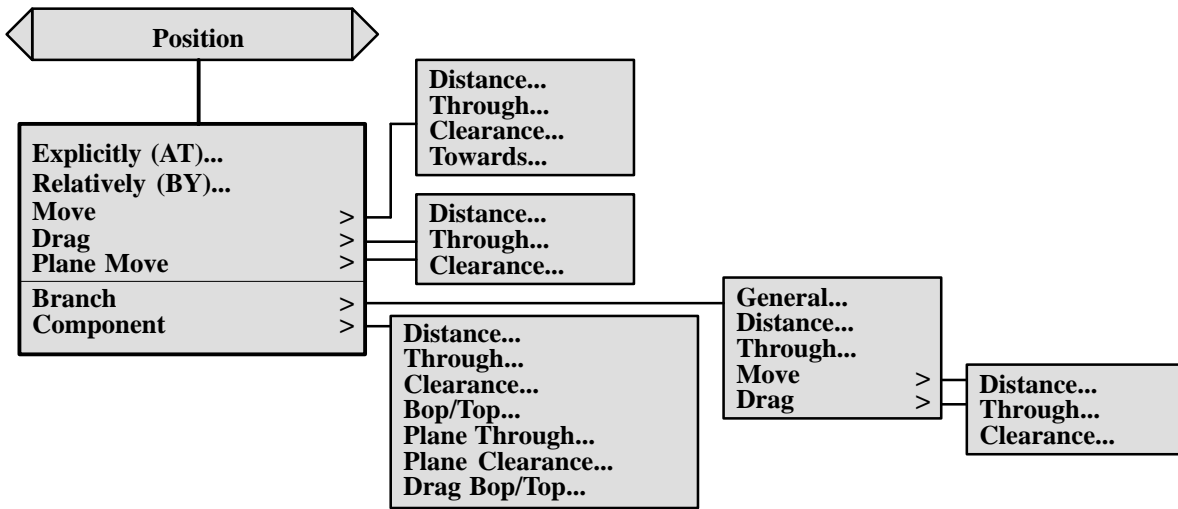 Position
Explicitly (AT)...
Relatively (BY)...
Move >
Drag >
Plane Move >
Branch >
Component >
Distance...
Through...
Clearance...
Towards...
Distance...
Through...
Clearance...
General...
Distance...
Through...
Move >
Drag >
Distance...
Through...
Clearance...
Distance...
Through...
Clearance...
Bop/Top...
Plane Through...
Plane Clearance...
Drag Bop/Top...